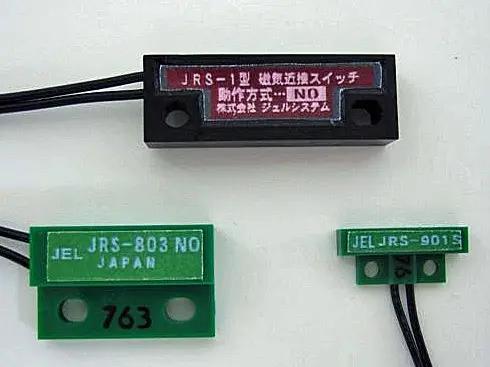 JRS-1型 磁気近接スイッチ
動作方式…NO
株式会社 ジェルシステム
JEL JRS-803 NO
JAPAN
763
JEL JRS-901S
76